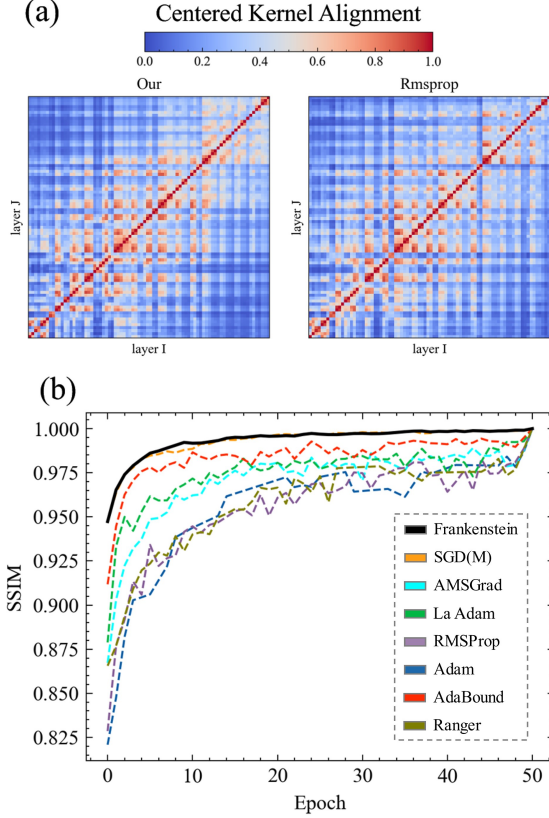 (a)
Centered Kernel Alignment
0.0 0.2 0.4 0.6 0.8 1.0
Our
Rmsprop
layer J
layer J
layer I
layer I
(b)
1.000
0.975
0.950
0.925
0.900
0.875
0.850
0.825
SSIM
Frankenstein
SGD(M)
AMSGrad
La Adam
RMSProp
Adam
AdaBound
Ranger
0 10 20 30 40 50
Epoch